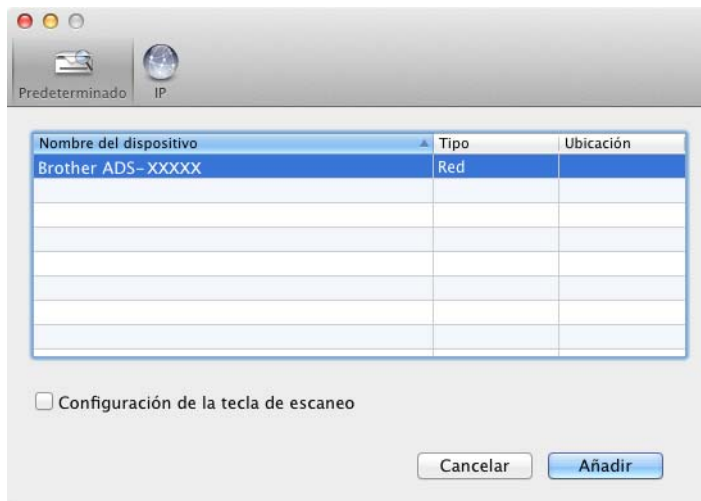 Predeterminado IP
Nombre del dispositivo Tipo Ubicación
Brother ADS-XXXXX Red
Configuración de la tecla de escaneo
Cancelar Añadir